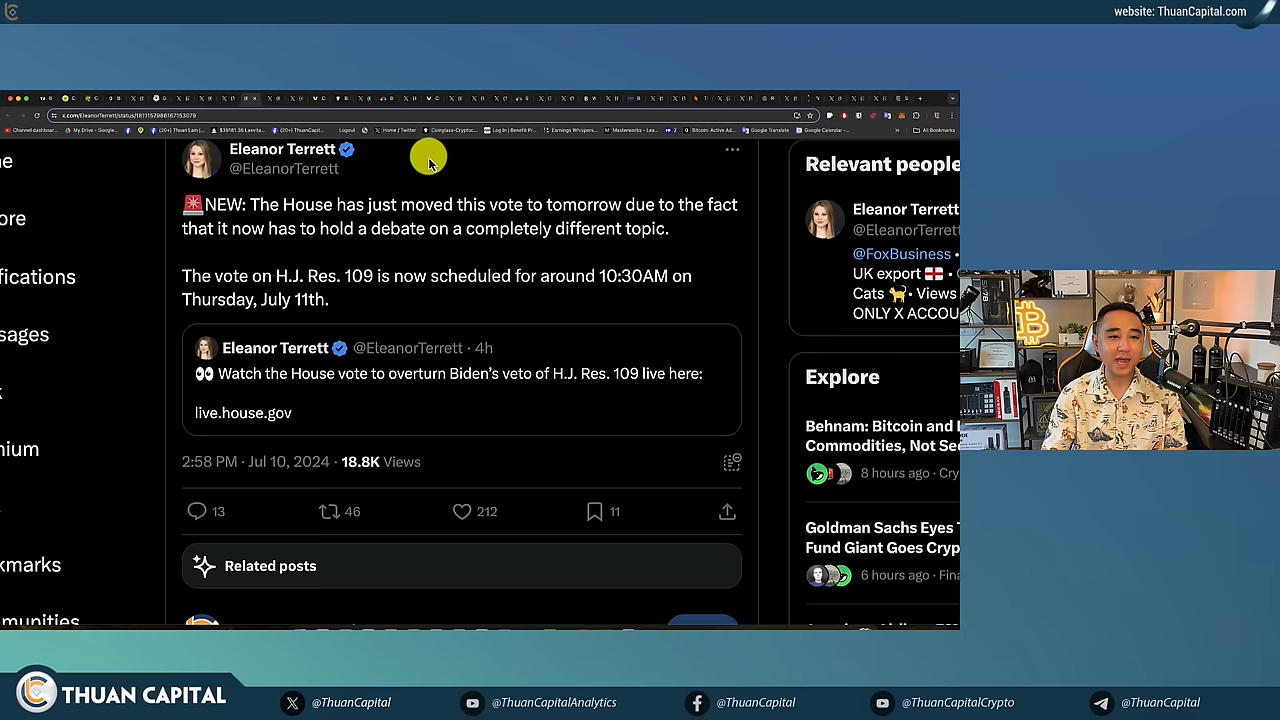 website: ThuanCapital.com
x.com/EleanorTerrett/status/1811157986167153079
Eleanor Terrett
@EleanorTerrett
🚨NEW: The House has just moved this vote to tomorrow due to the fact
that it now has to hold a debate on a completely different topic.
The vote on H.J. Res. 109 is now scheduled for around 10:30AM on
Thursday, July 11th.
Eleanor Terrett @EleanorTerrett · 4h
👀 Watch the House vote to overturn Biden's veto of H.J. Res. 109 live here:
live.house.gov
2:58 PM · Jul 10, 2024 · 18.8K Views
13 46 212 11
Related posts
Relevant people
Eleanor Terrett
@EleanorTerrett
@FoxBusiness •
UK export
Cats 🐈 • Views
ONLY X ACCOU
Explore
Behnam: Bitcoin and
Commodities, Not Se
8 hours ago · Cry
Goldman Sachs Eyes
Fund Giant Goes Cryp
6 hours ago · Fina
THUAN CAPITAL
@ThuanCapital
@ThuanCapitalAnalytics
@ThuanCapital
@ThuanCapitalCrypto
@ThuanCapital